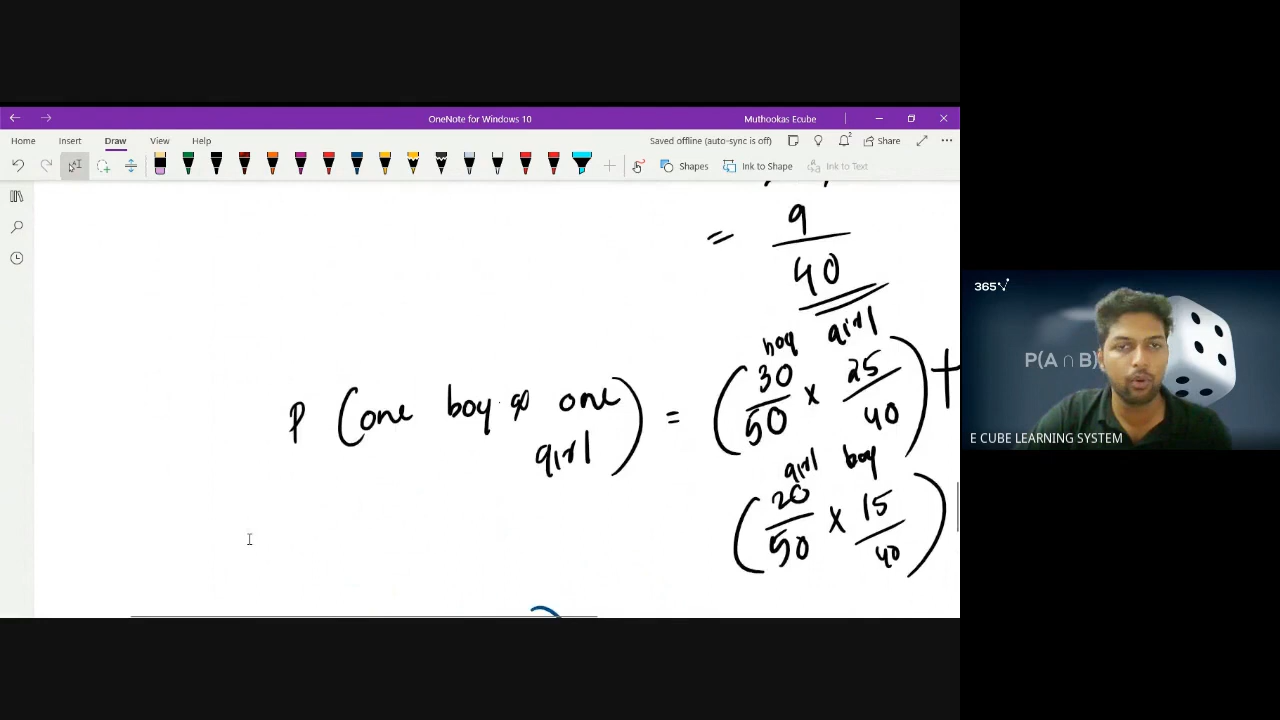 OneNote for Windows 10
Muthookas Ecube
Home Insert Draw View Help
Saved offline (auto-sync is off)
2
Share
Shapes
Ink to Shape
Ink to Text
= 9/40
boy girl
P (one boy one girl) = (30/50 x 25/40) +
girl boy
(20/50 x 15/40)
365
P(A ∩ B)
E CUBE LEARNING SYSTEM